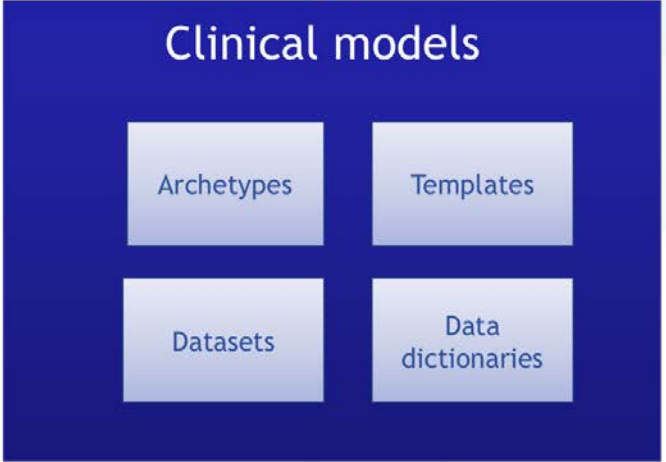 Clinical models
Archetypes
Templates
Datasets
Data
dictionaries